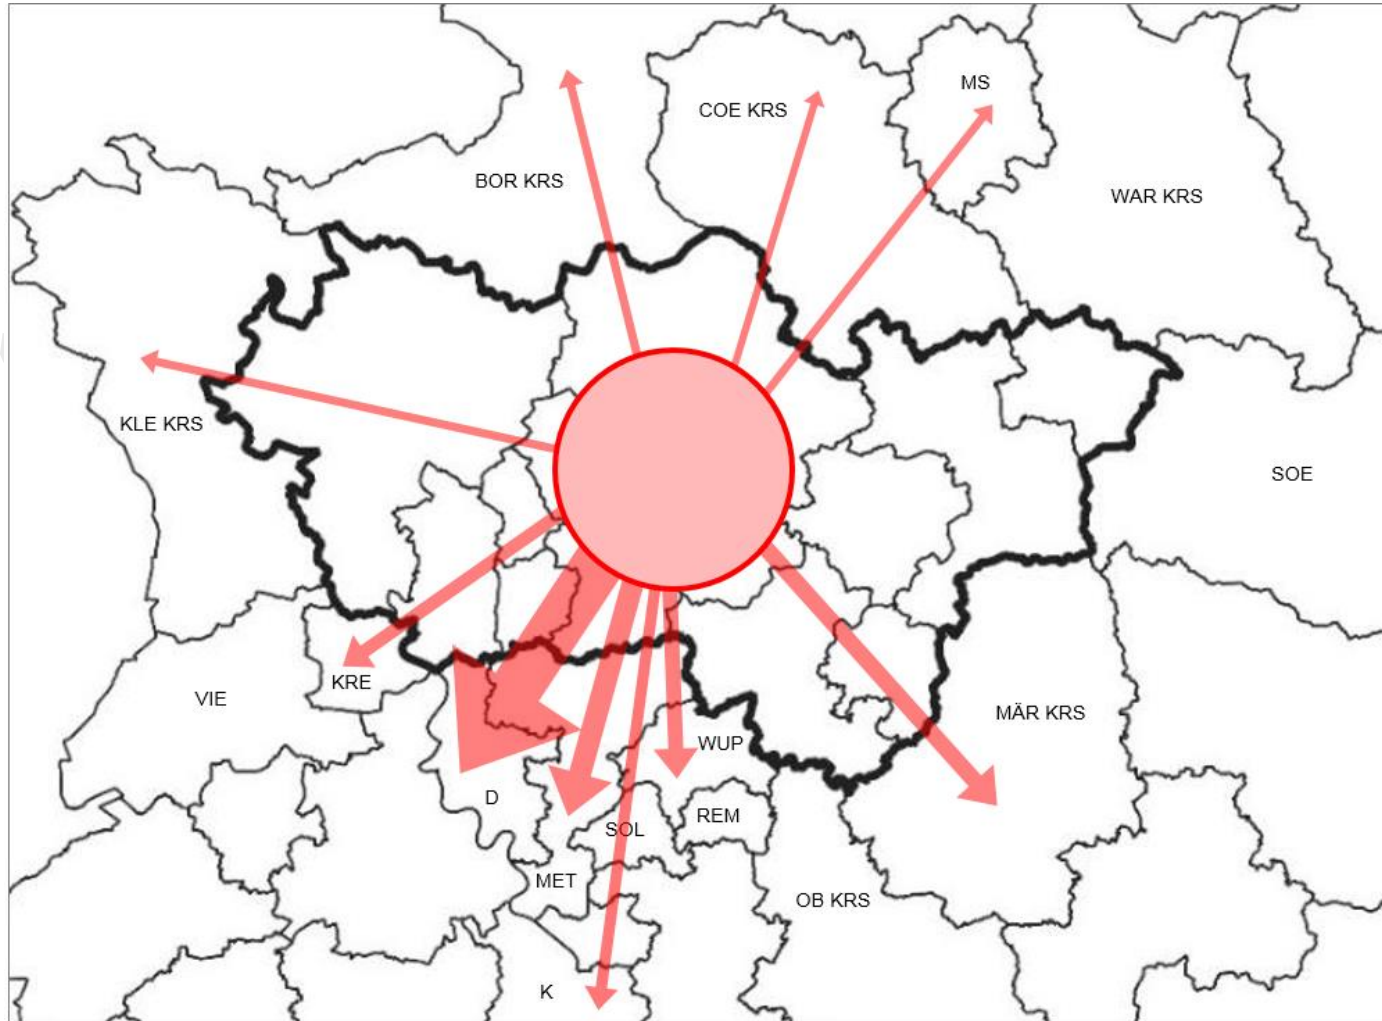 MS
COE KRS
BOR KRS
WAR KRS
KLE KRS
SOE
KRE
VIE
MÄR KRS
WUP
D
REM
SOL
MET
OB KRS
K